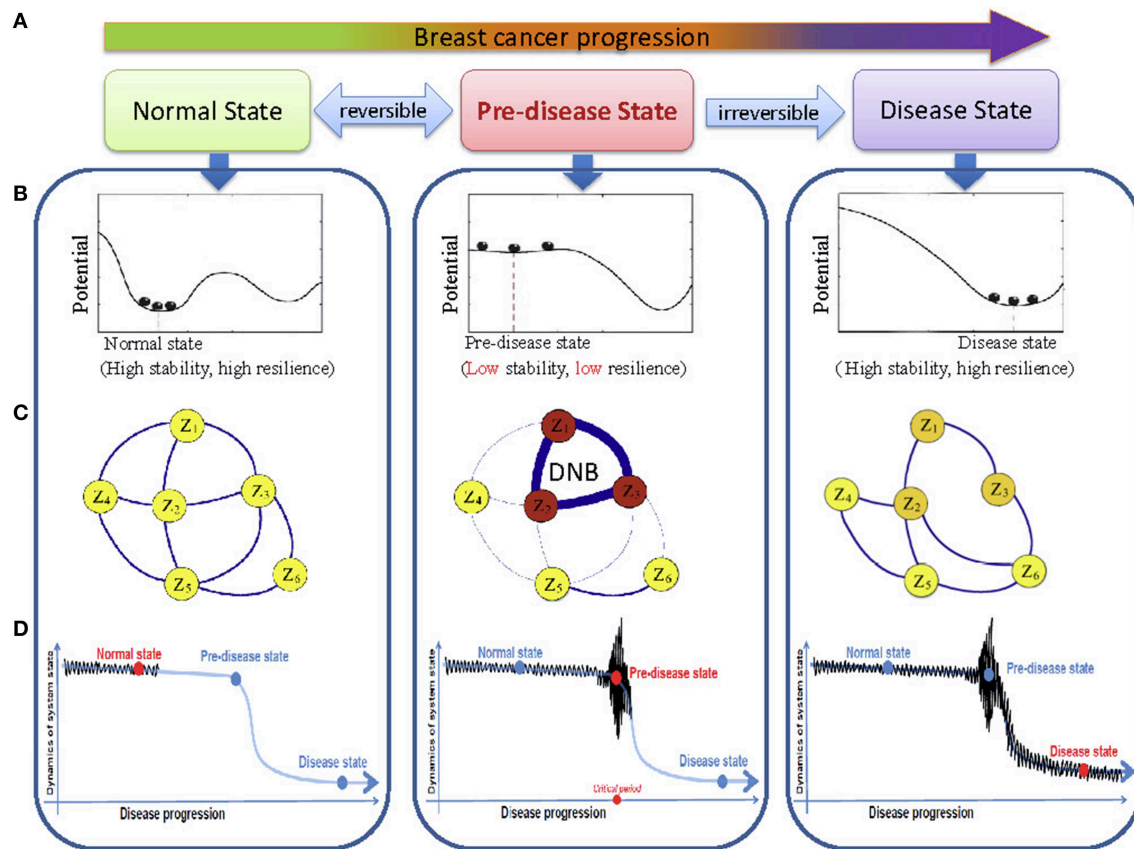 A
Breast cancer progression
Normal State
reversible
Pre-disease State
irreversible
Disease State
B
Potential
Normal state
(High stability, high resilience)
Potential
Pre-disease state
(Low stability, low resilience)
Potential
Disease state
(High stability, high resilience)
C
Z1
Z4
Z2
Z3
Z5
Z6
Z1
DNB
Z4
Z2
Z3
Z5
Z6
Z1
Z4
Z2
Z3
Z5
Z6
D
Dynamics of system state
Normal state
Pre-disease state
Disease state
Disease progression
Dynamics of system state
Normal state
Pre-disease state
Disease state
Critical period
Disease progression
Dynamics of system state
Normal state
Pre-disease state
Disease state
Disease progression